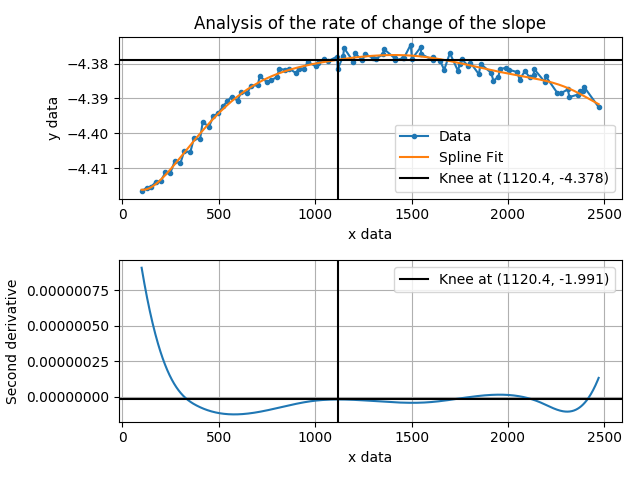 Analysis of the rate of change of the slope
−4.38
−4.39
−4.40
−4.41
y data
Data
Spline Fit
Knee at (1120.4, -4.378)
0 500 1000 1500 2000 2500
x data
0.00000075
0.00000050
0.00000025
0.00000000
Second derivative
Knee at (1120.4, -1.991)
0 500 1000 1500 2000 2500
x data